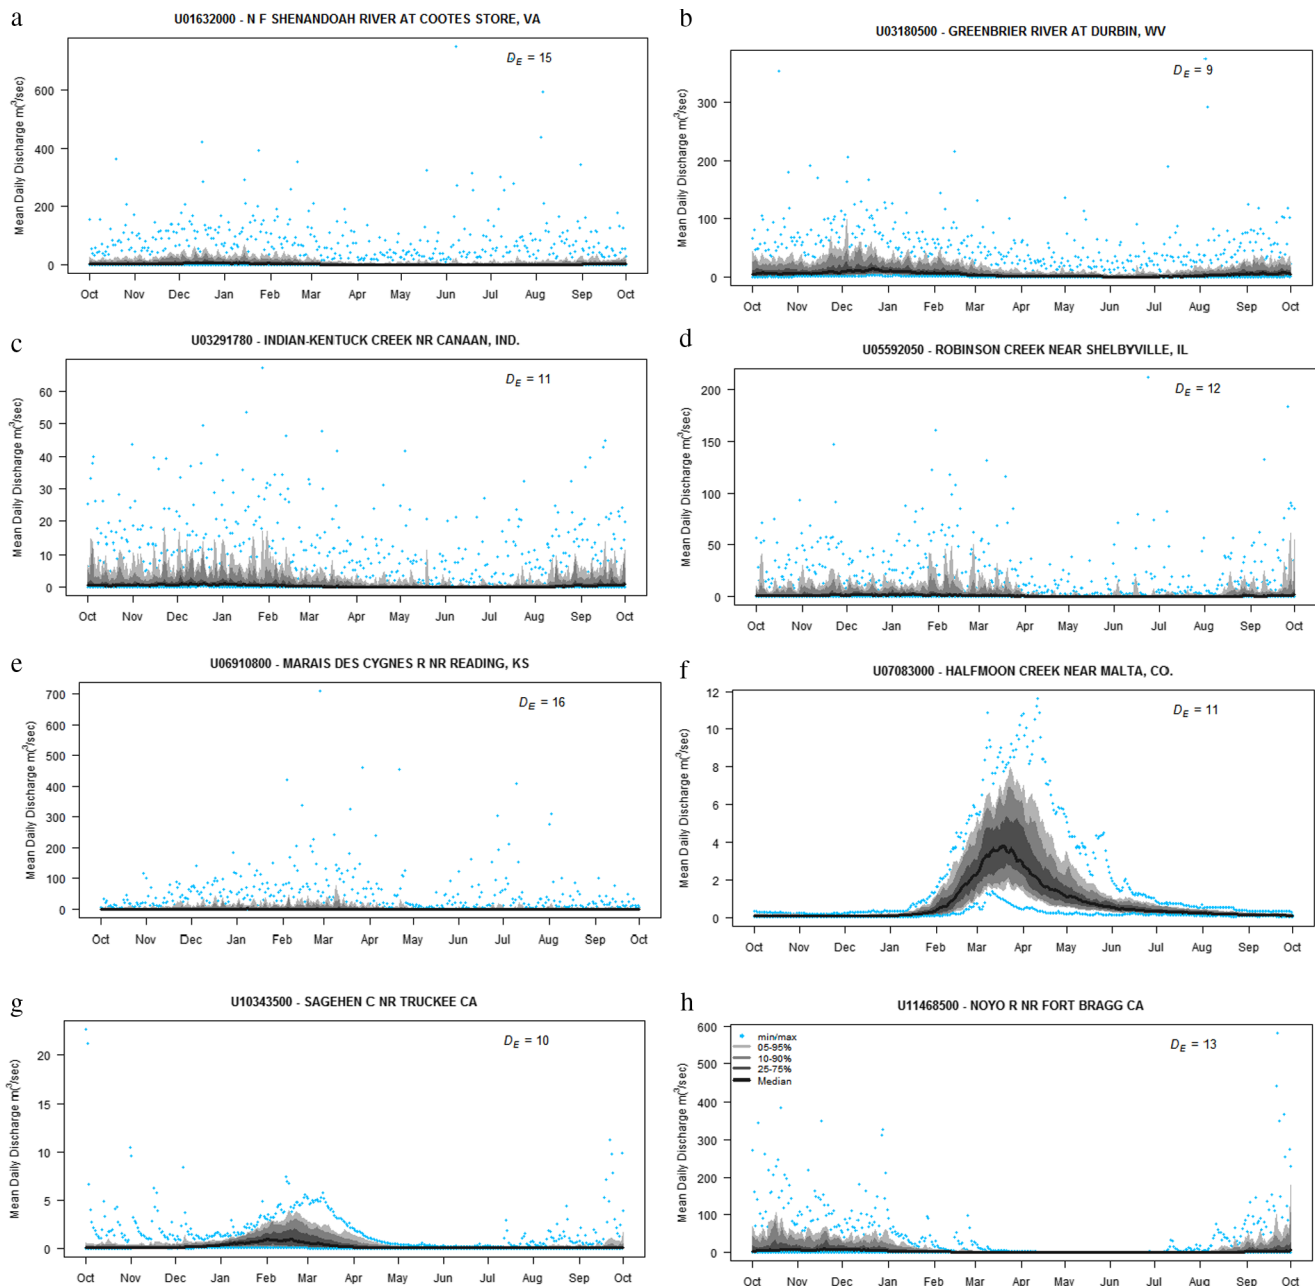 a
U01632000 - N F SHENANDOAH RIVER AT COOTES STORE, VA
D_E = 15
Mean Daily Discharge m(³/sec)
600
400
200
0
Oct Nov Dec Jan Feb Mar Apr May Jun Jul Aug Sep Oct
b
U03180500 - GREENBRIER RIVER AT DURBIN, WV
D_E = 9
Mean Daily Discharge m(³/sec)
300
200
100
0
Oct Nov Dec Jan Feb Mar Apr May Jun Jul Aug Sep Oct
c
U03291780 - INDIAN-KENTUCK CREEK NR CANAAN, IND.
D_E = 11
Mean Daily Discharge m(³/sec)
60
50
40
30
20
10
0
Oct Nov Dec Jan Feb Mar Apr May Jun Jul Aug Sep Oct
d
U05592050 - ROBINSON CREEK NEAR SHELBYVILLE, IL
D_E = 12
Mean Daily Discharge m(³/sec)
200
150
100
50
0
Oct Nov Dec Jan Feb Mar Apr May Jun Jul Aug Sep Oct
e
U06910800 - MARAIS DES CYGNES R NR READING, KS
D_E = 16
Mean Daily Discharge m(³/sec)
700
600
500
400
300
200
100
0
Oct Nov Dec Jan Feb Mar Apr May Jun Jul Aug Sep Oct
f
U07083000 - HALFMOON CREEK NEAR MALTA, CO.
D_E = 11
Mean Daily Discharge m(³/sec)
12
10
8
6
4
2
0
Oct Nov Dec Jan Feb Mar Apr May Jun Jul Aug Sep Oct
g
U10343500 - SAGEHEN C NR TRUCKEE CA
D_E = 10
Mean Daily Discharge m(³/sec)
20
15
10
5
0
Oct Nov Dec Jan Feb Mar Apr May Jun Jul Aug Sep Oct
h
U11468500 - NOYO R NR FORT BRAGG CA
min/max
05-95%
10-90%
25-75%
Median
D_E = 13
Mean Daily Discharge m(³/sec)
600
500
400
300
200
100
0
Oct Nov Dec Jan Feb Mar Apr May Jun Jul Aug Sep Oct